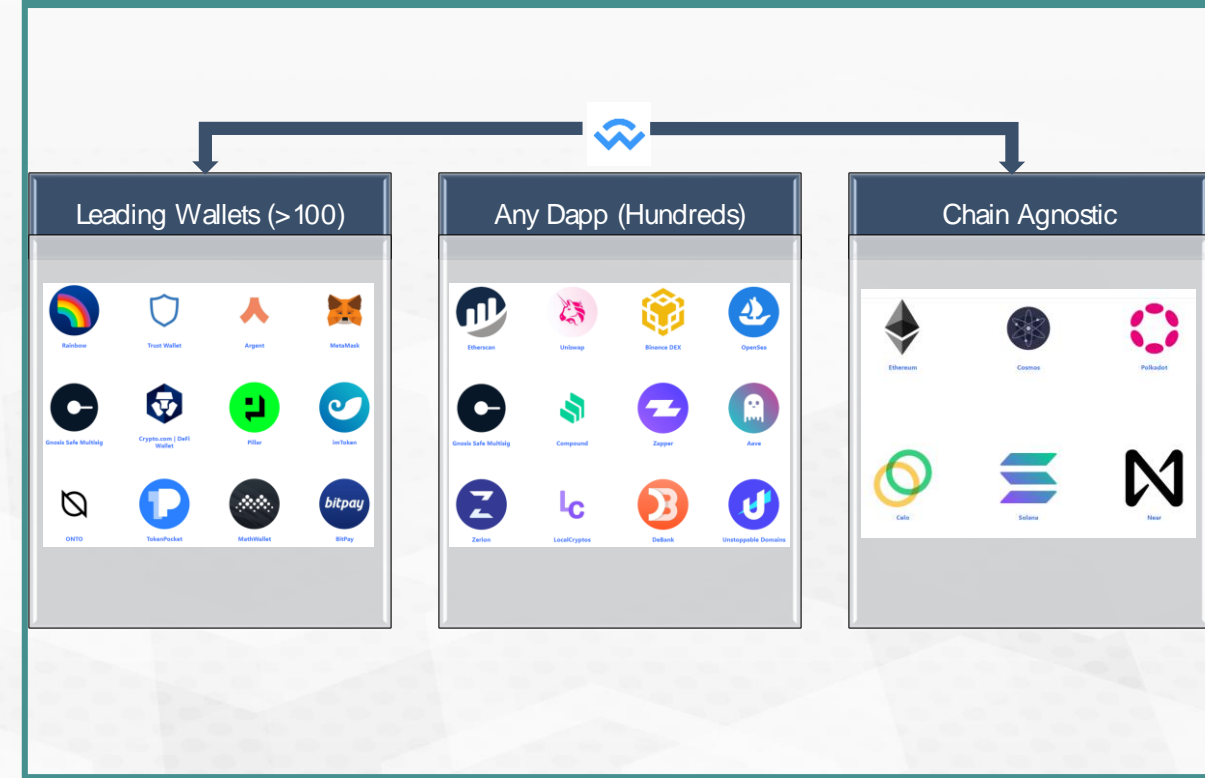 Leading Wallets (>100)
Rainbow
Trust Wallet
Argent
MetaMask
Gnosis Safe Multisig
Crypto.com | DeFi
Wallet
Pillar
imToken
ONTO
TokenPocket
MathWallet
bitpay
BitPay
Any Dapp (Hundreds)
Etherscan
Uniswap
Binance DEX
OpenSea
Gnosis Safe Multisig
Compound
Zapper
Aave
Zerion
Lc
LocalCryptos
DeBank
Unstoppable Domains
Chain Agnostic
Ethereum
Cosmos
Polkadot
Celo
Solana
Near